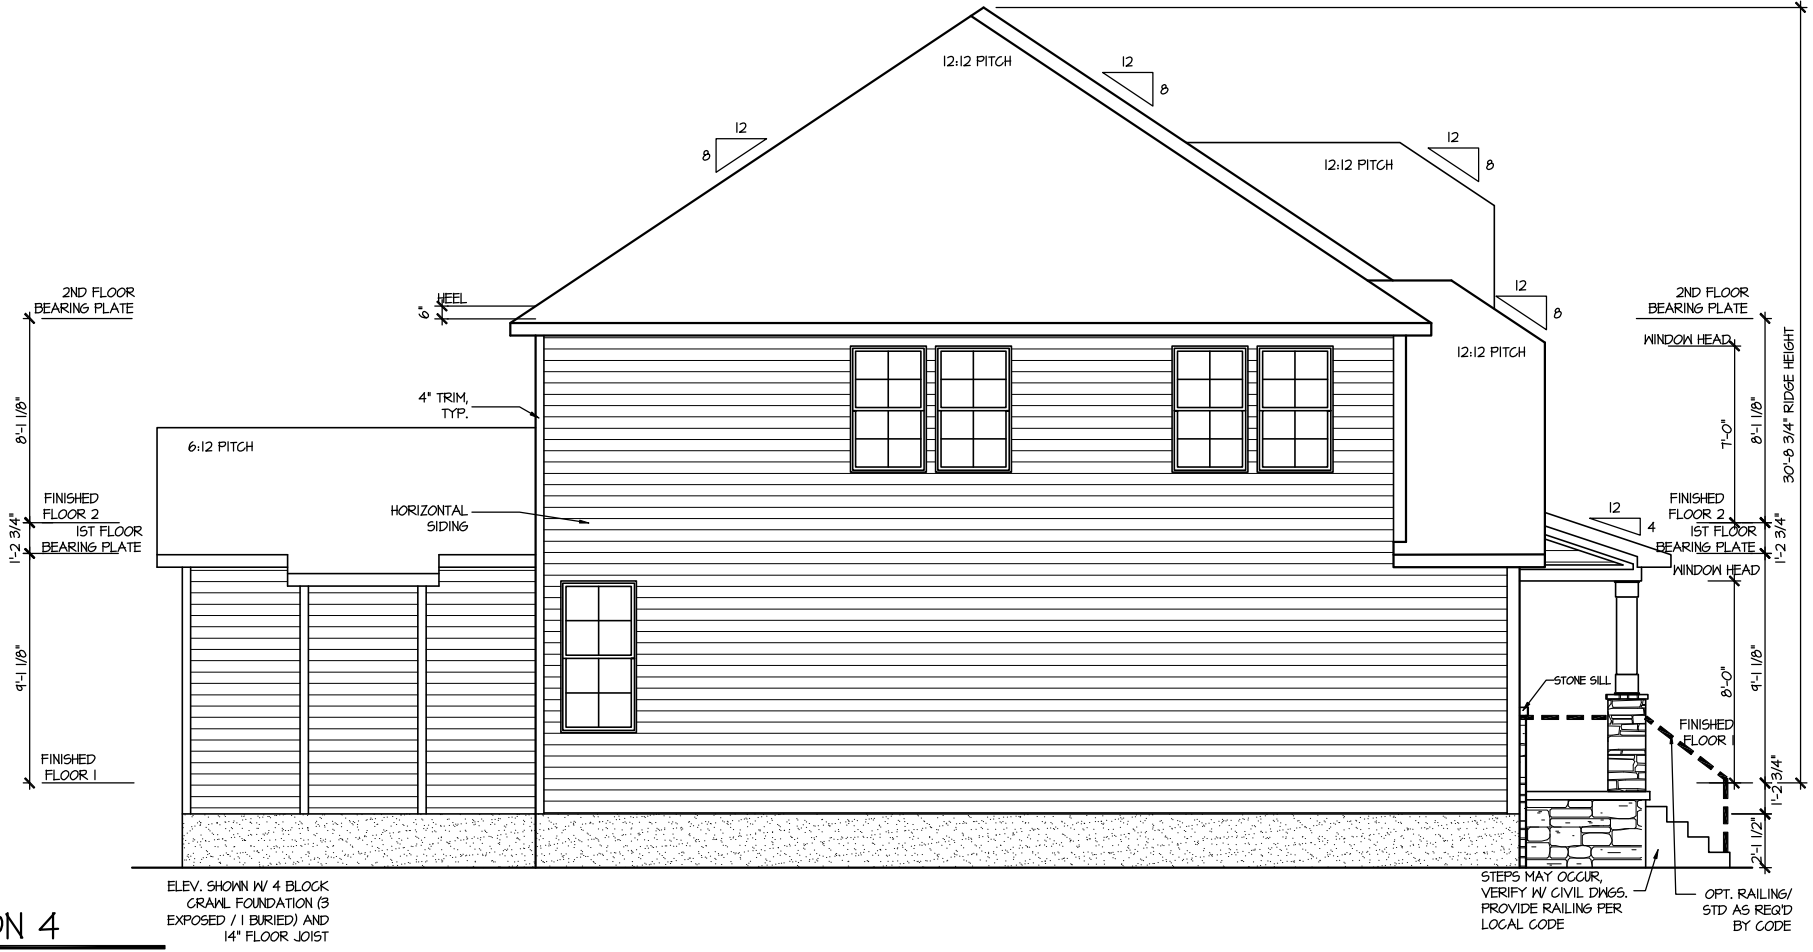 12:12 PITCH
12
8
12
8
12:12 PITCH
12
8
2ND FLOOR
BEARING PLATE
HEEL
6"
12
8
12:12 PITCH
2ND FLOOR
BEARING PLATE
WINDOW HEAD
30'-8 3/4" RIDGE HEIGHT
8'-1 1/8"
4" TRIM,
TYP.
7'-0"
8'-1 1/8"
6:12 PITCH
FINISHED
FLOOR 2
1ST FLOOR
BEARING PLATE
1'-2 3/4"
HORIZONTAL
SIDING
12
4
FINISHED
FLOOR 2
1ST FLOOR
BEARING PLATE
1'-2 3/4"
WINDOW HEAD
9'-1 1/8"
STONE SILL
8'-0"
9'-1 1/8"
FINISHED
FLOOR 1
FINISHED
FLOOR 1
1'-2 3/4"
2'-1 1/2"
ELEV. SHOWN W/ 4 BLOCK
CRAWL FOUNDATION (3
EXPOSED / 1 BURIED) AND
14" FLOOR JOIST
STEPS MAY OCCUR,
VERIFY W/ CIVIL DWGS.
PROVIDE RAILING PER
LOCAL CODE
OPT. RAILING/
STD AS REQ'D
BY CODE
ON 4